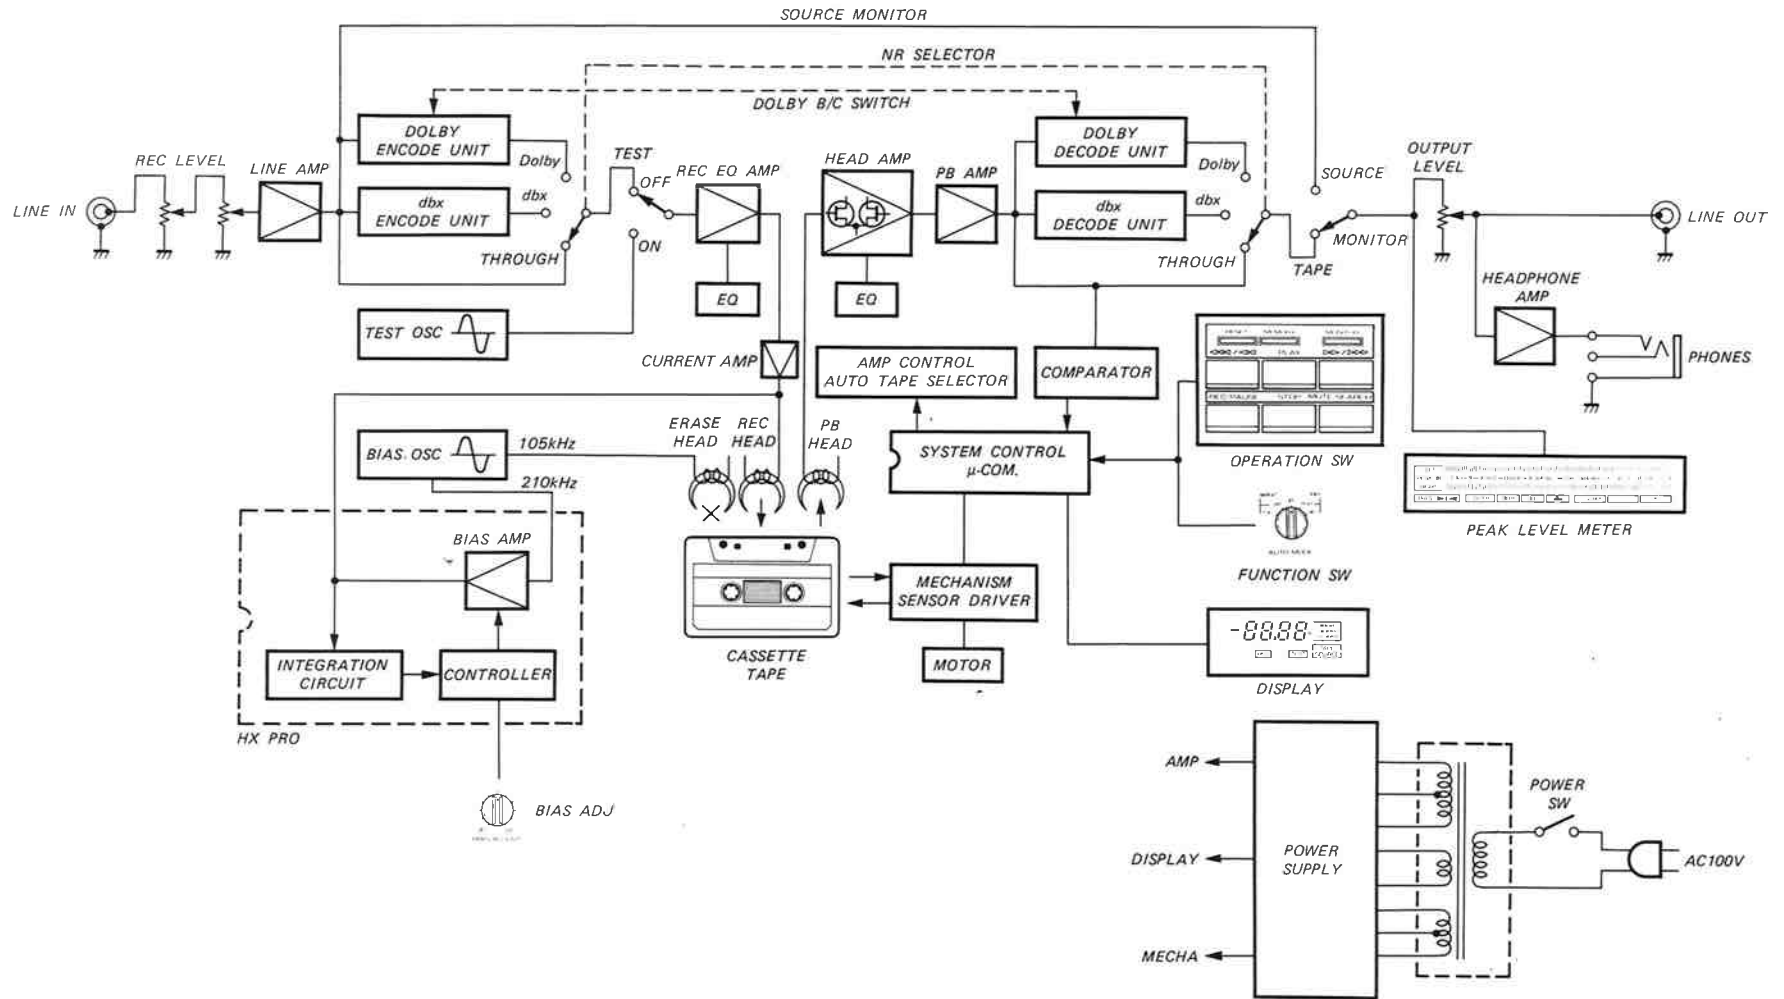 SOURCE MONITOR
NR SELECTOR
DOLBY B/C SWITCH
DOLBY
ENCODE UNIT
Dolby
TEST
OFF
REC EQ AMP
HEAD AMP
PB AMP
DOLBY
DECODE UNIT
Dolby
SOURCE
OUTPUT
LEVEL
REC LEVEL
LINE AMP
LINE IN
dbx
ENCODE UNIT
dbx
THROUGH
ON
dbx
DECODE UNIT
dbx
THROUGH
TAPE
MONITOR
LINE OUT
EQ
EQ
HEADPHONE
AMP
PHONES
TEST OSC
CURRENT AMP
AMP CONTROL
AUTO TAPE SELECTOR
COMPARATOR
OPERATION SW
BIAS OSC
105kHz
210kHz
ERASE
HEAD
REC
HEAD
PB
HEAD
SYSTEM CONTROL
μ-COM.
PEAK LEVEL METER
AUTO MUTE
FUNCTION SW
BIAS AMP
MECHANISM
SENSOR DRIVER
MOTOR
CASSETTE
TAPE
-88.88
DISPLAY
INTEGRATION
CIRCUIT
CONTROLLER
HX PRO
BIAS ADJ
AMP
DISPLAY
MECHA
POWER
SUPPLY
POWER
SW
AC100V